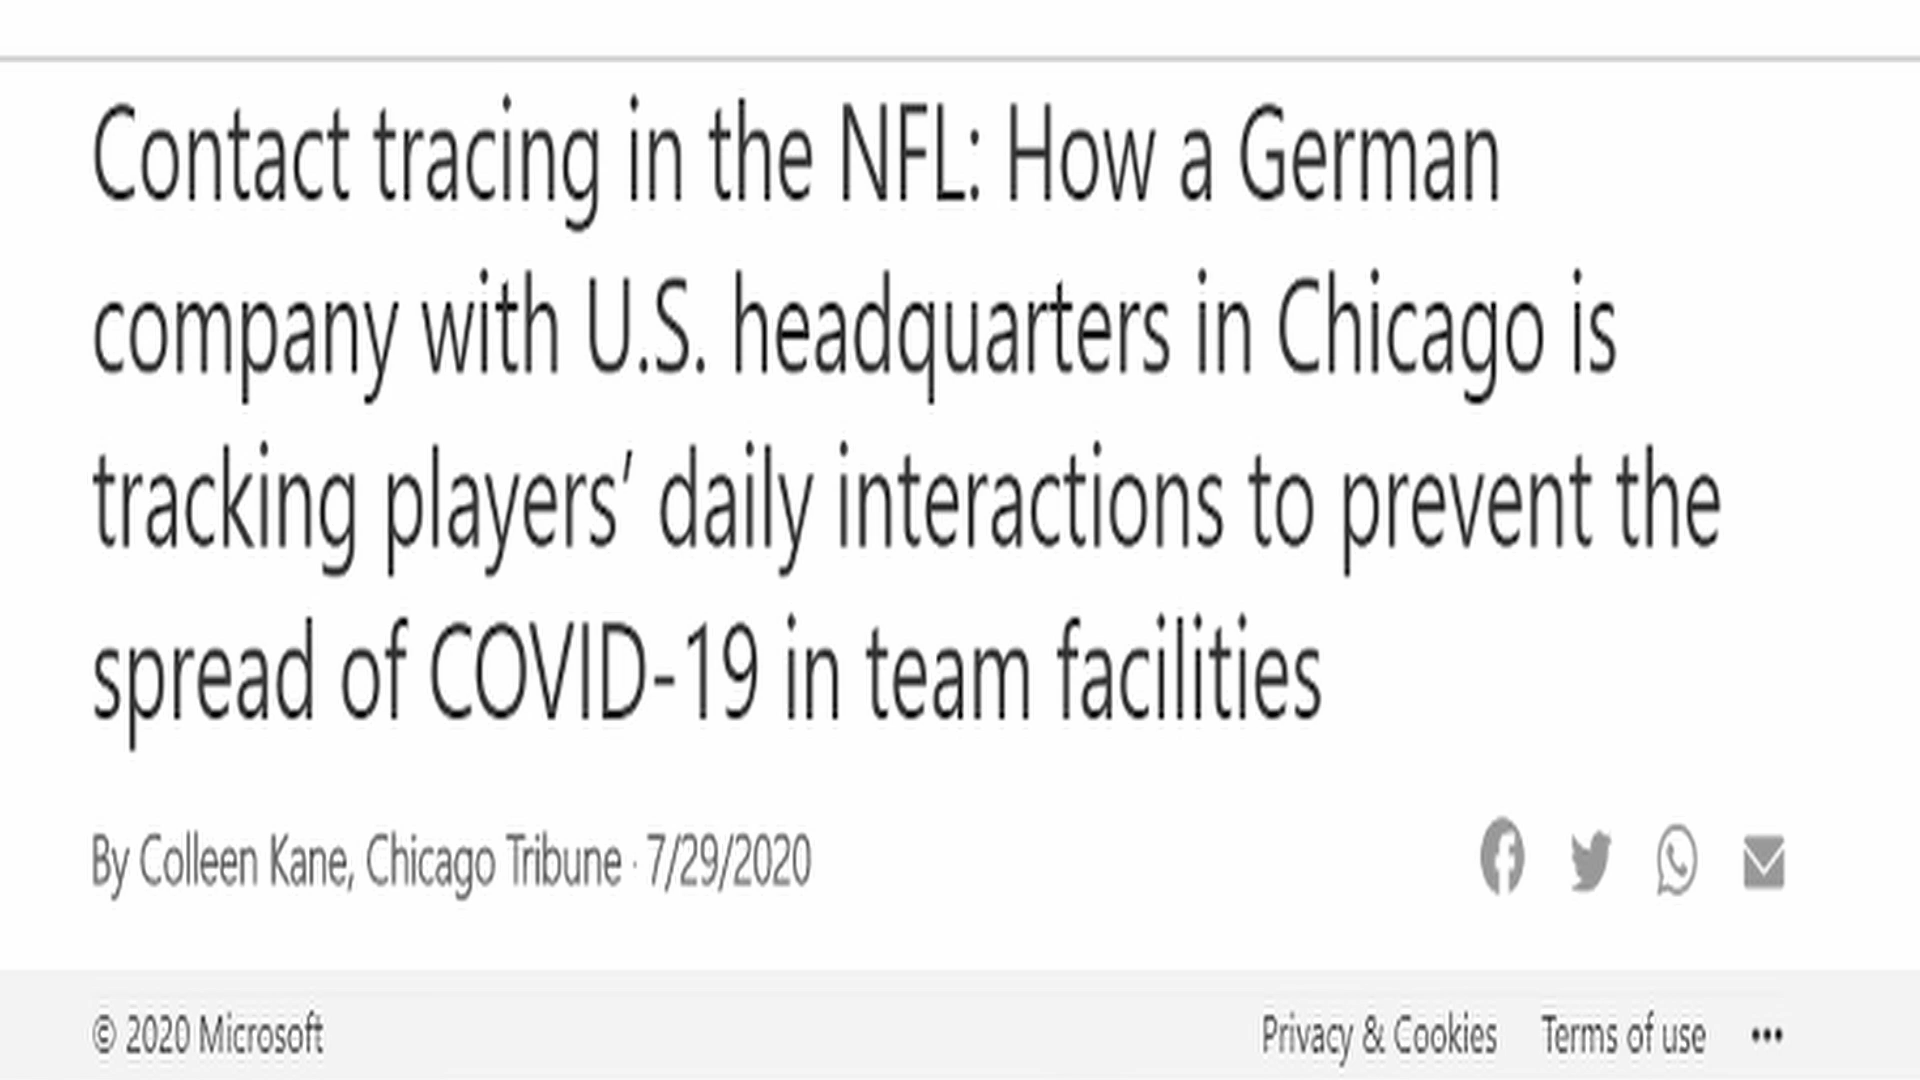 Contact tracing in the NFL: How a German
company with U.S. headquarters in Chicago is
tracking players’ daily interactions to prevent the
spread of COVID-19 in team facilities
By Colleen Kane, Chicago Tribune · 7/29/2020
© 2020 Microsoft
Privacy & Cookies Terms of use •••